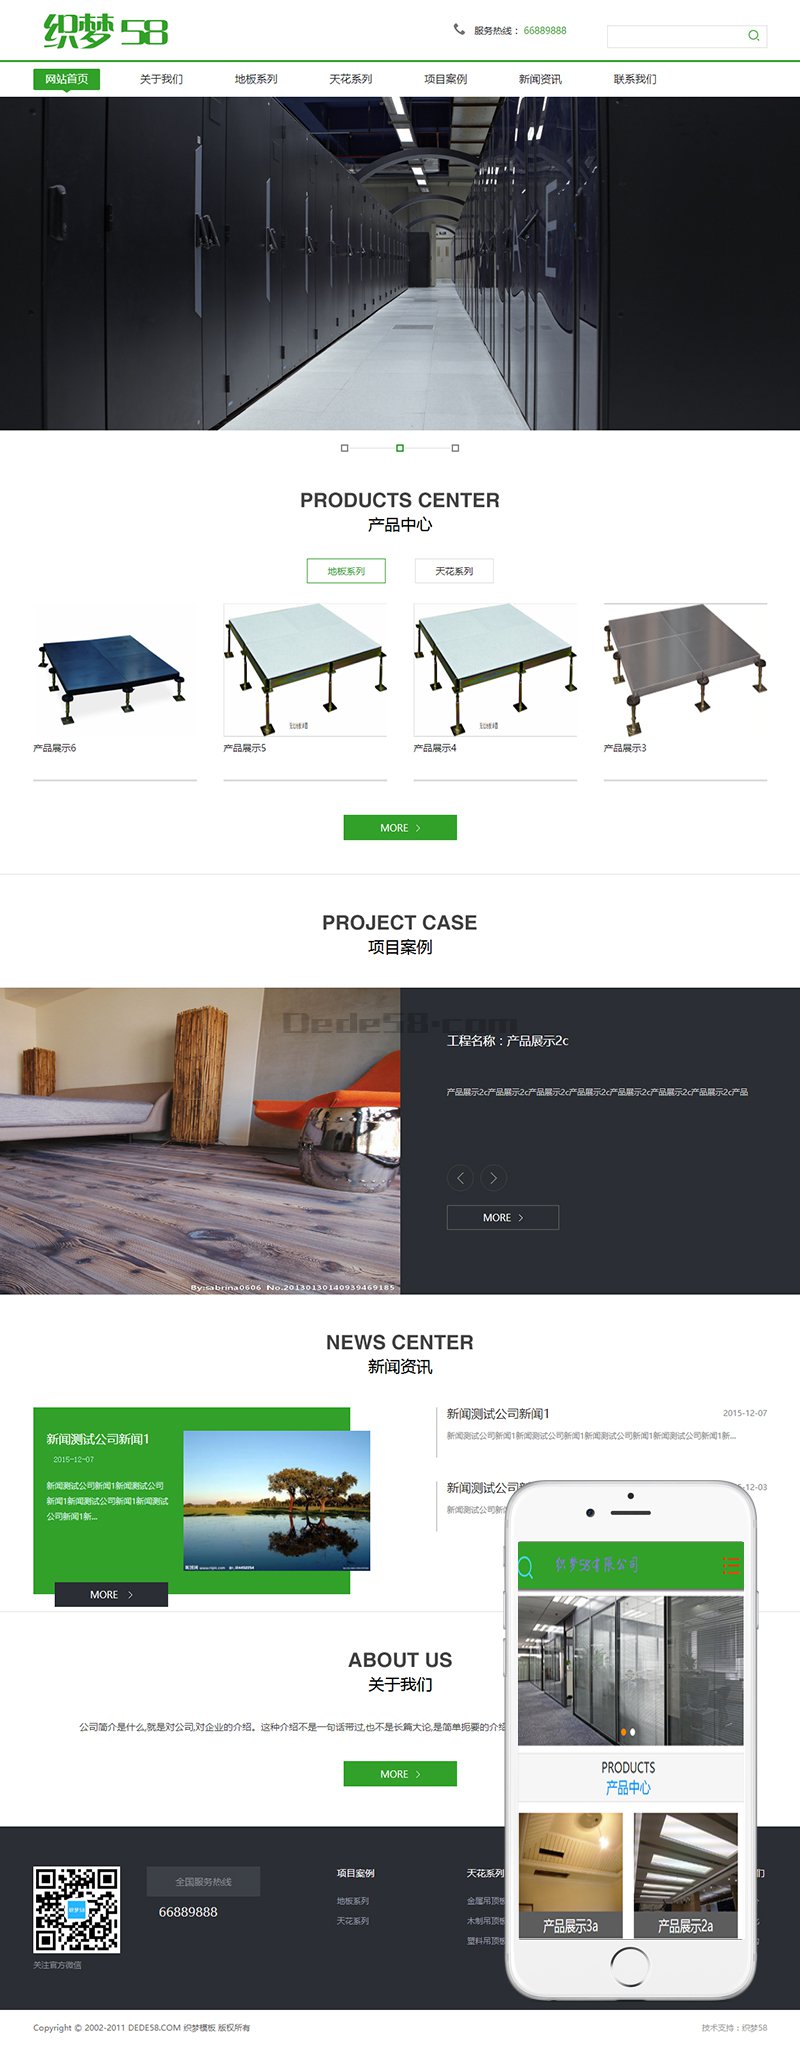 织梦58
服务热线： 66889888
网站首页 关于我们 地板系列 天花系列 项目案例 新闻资讯 联系我们
PRODUCTS CENTER
产品中心
地板系列 天花系列
产品展示6 产品展示5 产品展示4 产品展示3
MORE >
PROJECT CASE
项目案例
Dede58.com
工程名称：产品展示2c
产品展示2c产品展示2c产品展示2c产品展示2c产品展示2c产品展示2c产品展示2c产品
MORE >
By:sabrina0606 No.20130130140939469185
NEWS CENTER
新闻资讯
新闻测试公司新闻1
2015-12-07
新闻测试公司新闻1新闻测试公司
新闻1新闻测试公司新闻1新闻测试
公司新闻1新...
MORE >
新闻测试公司新闻1 2015-12-07
新闻测试公司新闻1新闻测试公司新闻1新闻测试公司新闻1新闻测试公司新闻1新...
新闻测试公司新 5-12-03
新闻测试公司新
ABOUT US
关于我们
公司简介是什么,就是对公司,对企业的介绍。这种介绍不是一句话带过,也不是长篇大论,是简单扼要的介绍
MORE >
织梦58有限公司
PRODUCTS
产品中心
产品展示3a 产品展示2a
织梦58
关注官方微信
全国服务热线
66889888
项目案例
地板系列
天花系列
天花系列
金属吊顶板
木制吊顶板
塑料吊顶板
们
Copyright © 2002-2011 DEDE58.COM 织梦模板 版权所有
技术支持：织梦58